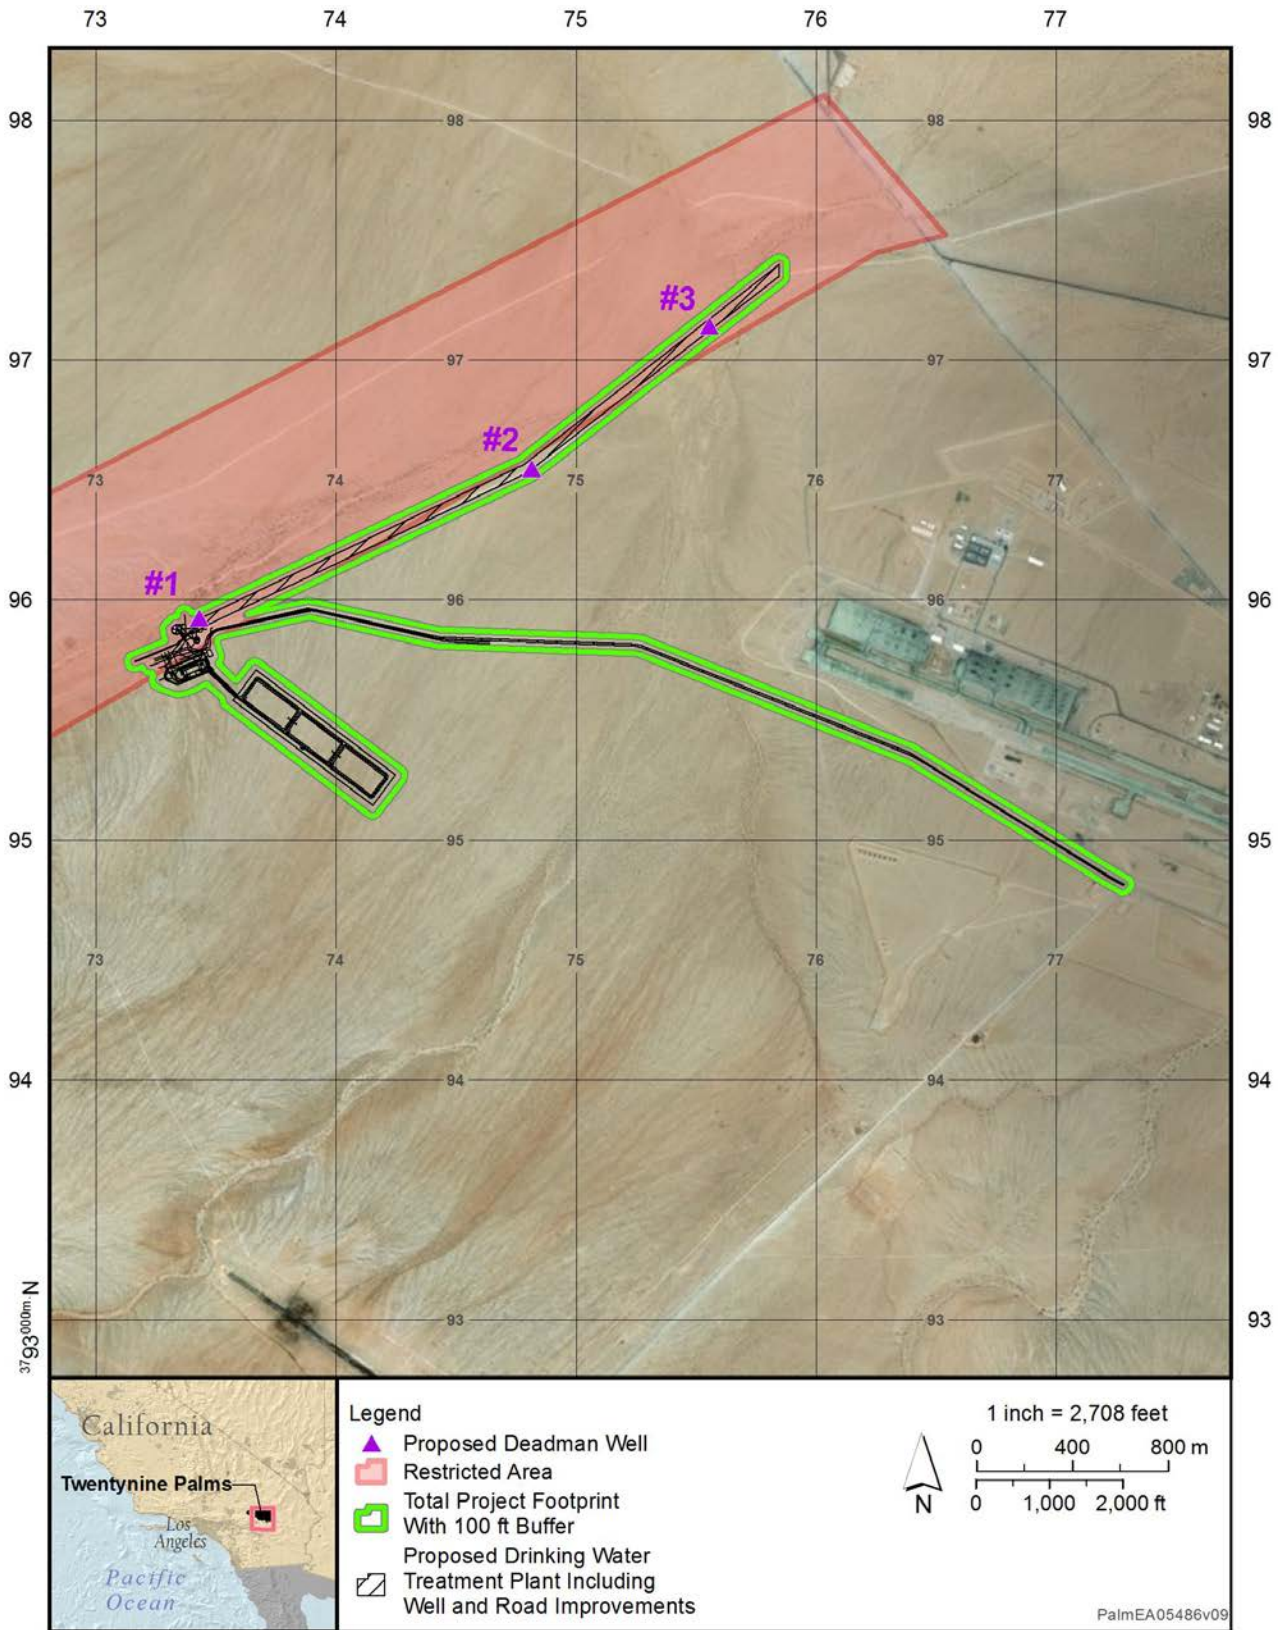 73 74 75 76 77
98 98 98 98
#3
97 97 97 97
#2
73 74 75 76 77
#1
96 96 96 96
95 95 95 95
73 74 75 76 77
94 94 94 94
3793000m.N 93 93 93
California
Twentynine Palms
Los
Angeles
Pacific
Ocean
Legend
Proposed Deadman Well
Restricted Area
Total Project Footprint
With 100 ft Buffer
Proposed Drinking Water
Treatment Plant Including
Well and Road Improvements
N
1 inch = 2,708 feet
0 400 800 m
0 1,000 2,000 ft
PalmEA05486v09